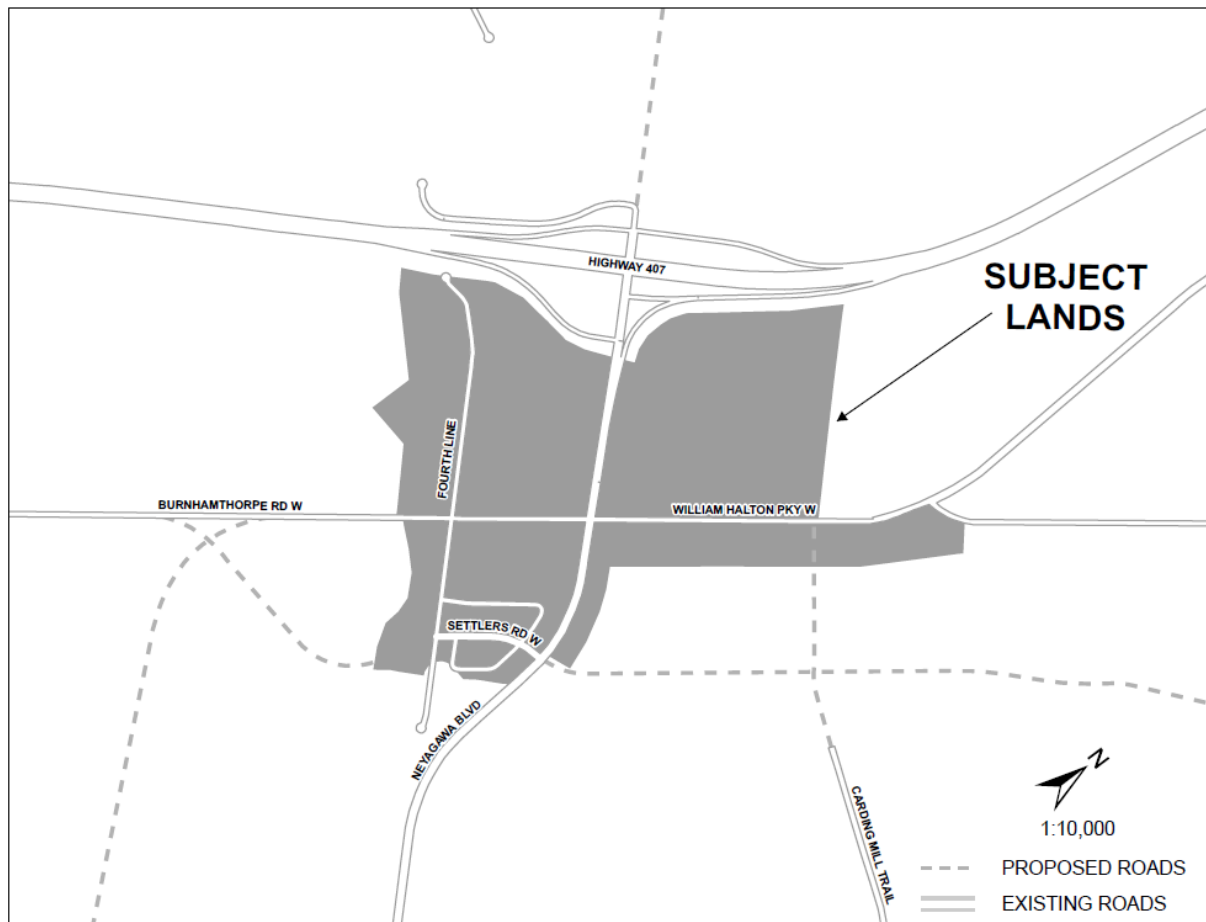 HIGHWAY 407
SUBJECT
LANDS
FOURTH LINE
BURNHAMTHORPE RD W
WILLIAM HALTON PKY W
SETTLERS RD W
NEYAGAWA BLVD
CARDING MILL TRAIL
N
1:10,000
PROPOSED ROADS
EXISTING ROADS